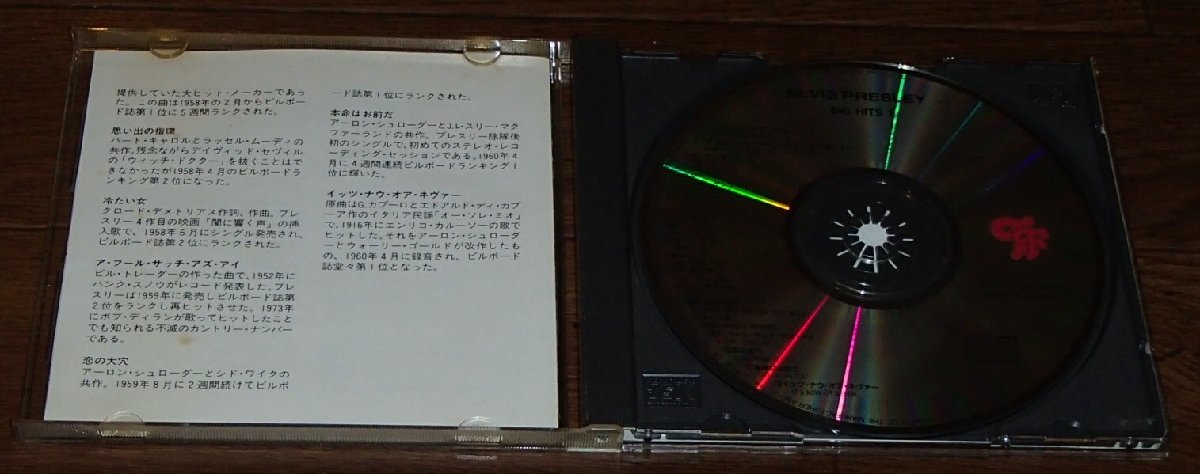 提供していた大ヒット・メーカーであっ
た。この曲は1958年の2月からビルボー
ド誌第1位に5週間ランクされた。
思い出の指環
バート・キャロルとラッセル・ムーディの
共作。残念ながらデイヴィッド・セヴィル
の「ウィッチ・ドクター」を抜くことはで
きなかったが1958年4月のビルボードラ
ンキング第2位になった。
冷たい女
クロード・デメトリアス作詞、作曲。プレ
スリー4作目の映画「闇に響く声」の挿
入歌で、1958年6月にシングル発売され、
ビルボード誌第2位にランクされた。
ア・フール・サッチ・アズ・アイ
ビル・トレーダーの作った曲で、1952年に
ハンク・スノウがレコード発表した。プレ
スリーは1959年に発売しビルボード誌第
2位をランクし再ヒットさせた。1973年
にボブ・ディランが歌ってヒットしたこと
でも知られる不滅のカントリー・ナンバー
である。
恋の大穴
アーロン・シュローダーとシド・ワイクの
共作。1959年8月に2週間続けてビルボ
ード誌第1位にランクされた。
本命はお前だ
アーロン・シュローダーとJ.レスリー・マク
ファーランドの共作。プレスリー除隊後
初のシングルで、初めてのステレオ・レコ
ーディング・セッションである。1960年4
月に4週間連続ビルボードランキング1
位に輝いた。
イッツ・ナウ・オア・ネヴァー
原曲はG.カプーロとエドアルド・ディ・カプ
ーア作のイタリア民謡「オー・ソレ・ミオ」
で、1916年にエンリコ・カルーソーの歌で
ヒットした。それをアーロン・シュローダ
ーとウォーリー・ゴールドが改作したも
の、1960年4月に録音され、ビルボード
誌堂々第1位となった。
ELVIS PRESLEY
BIG HITS
イッツ・ナウ・オア・ネヴァー